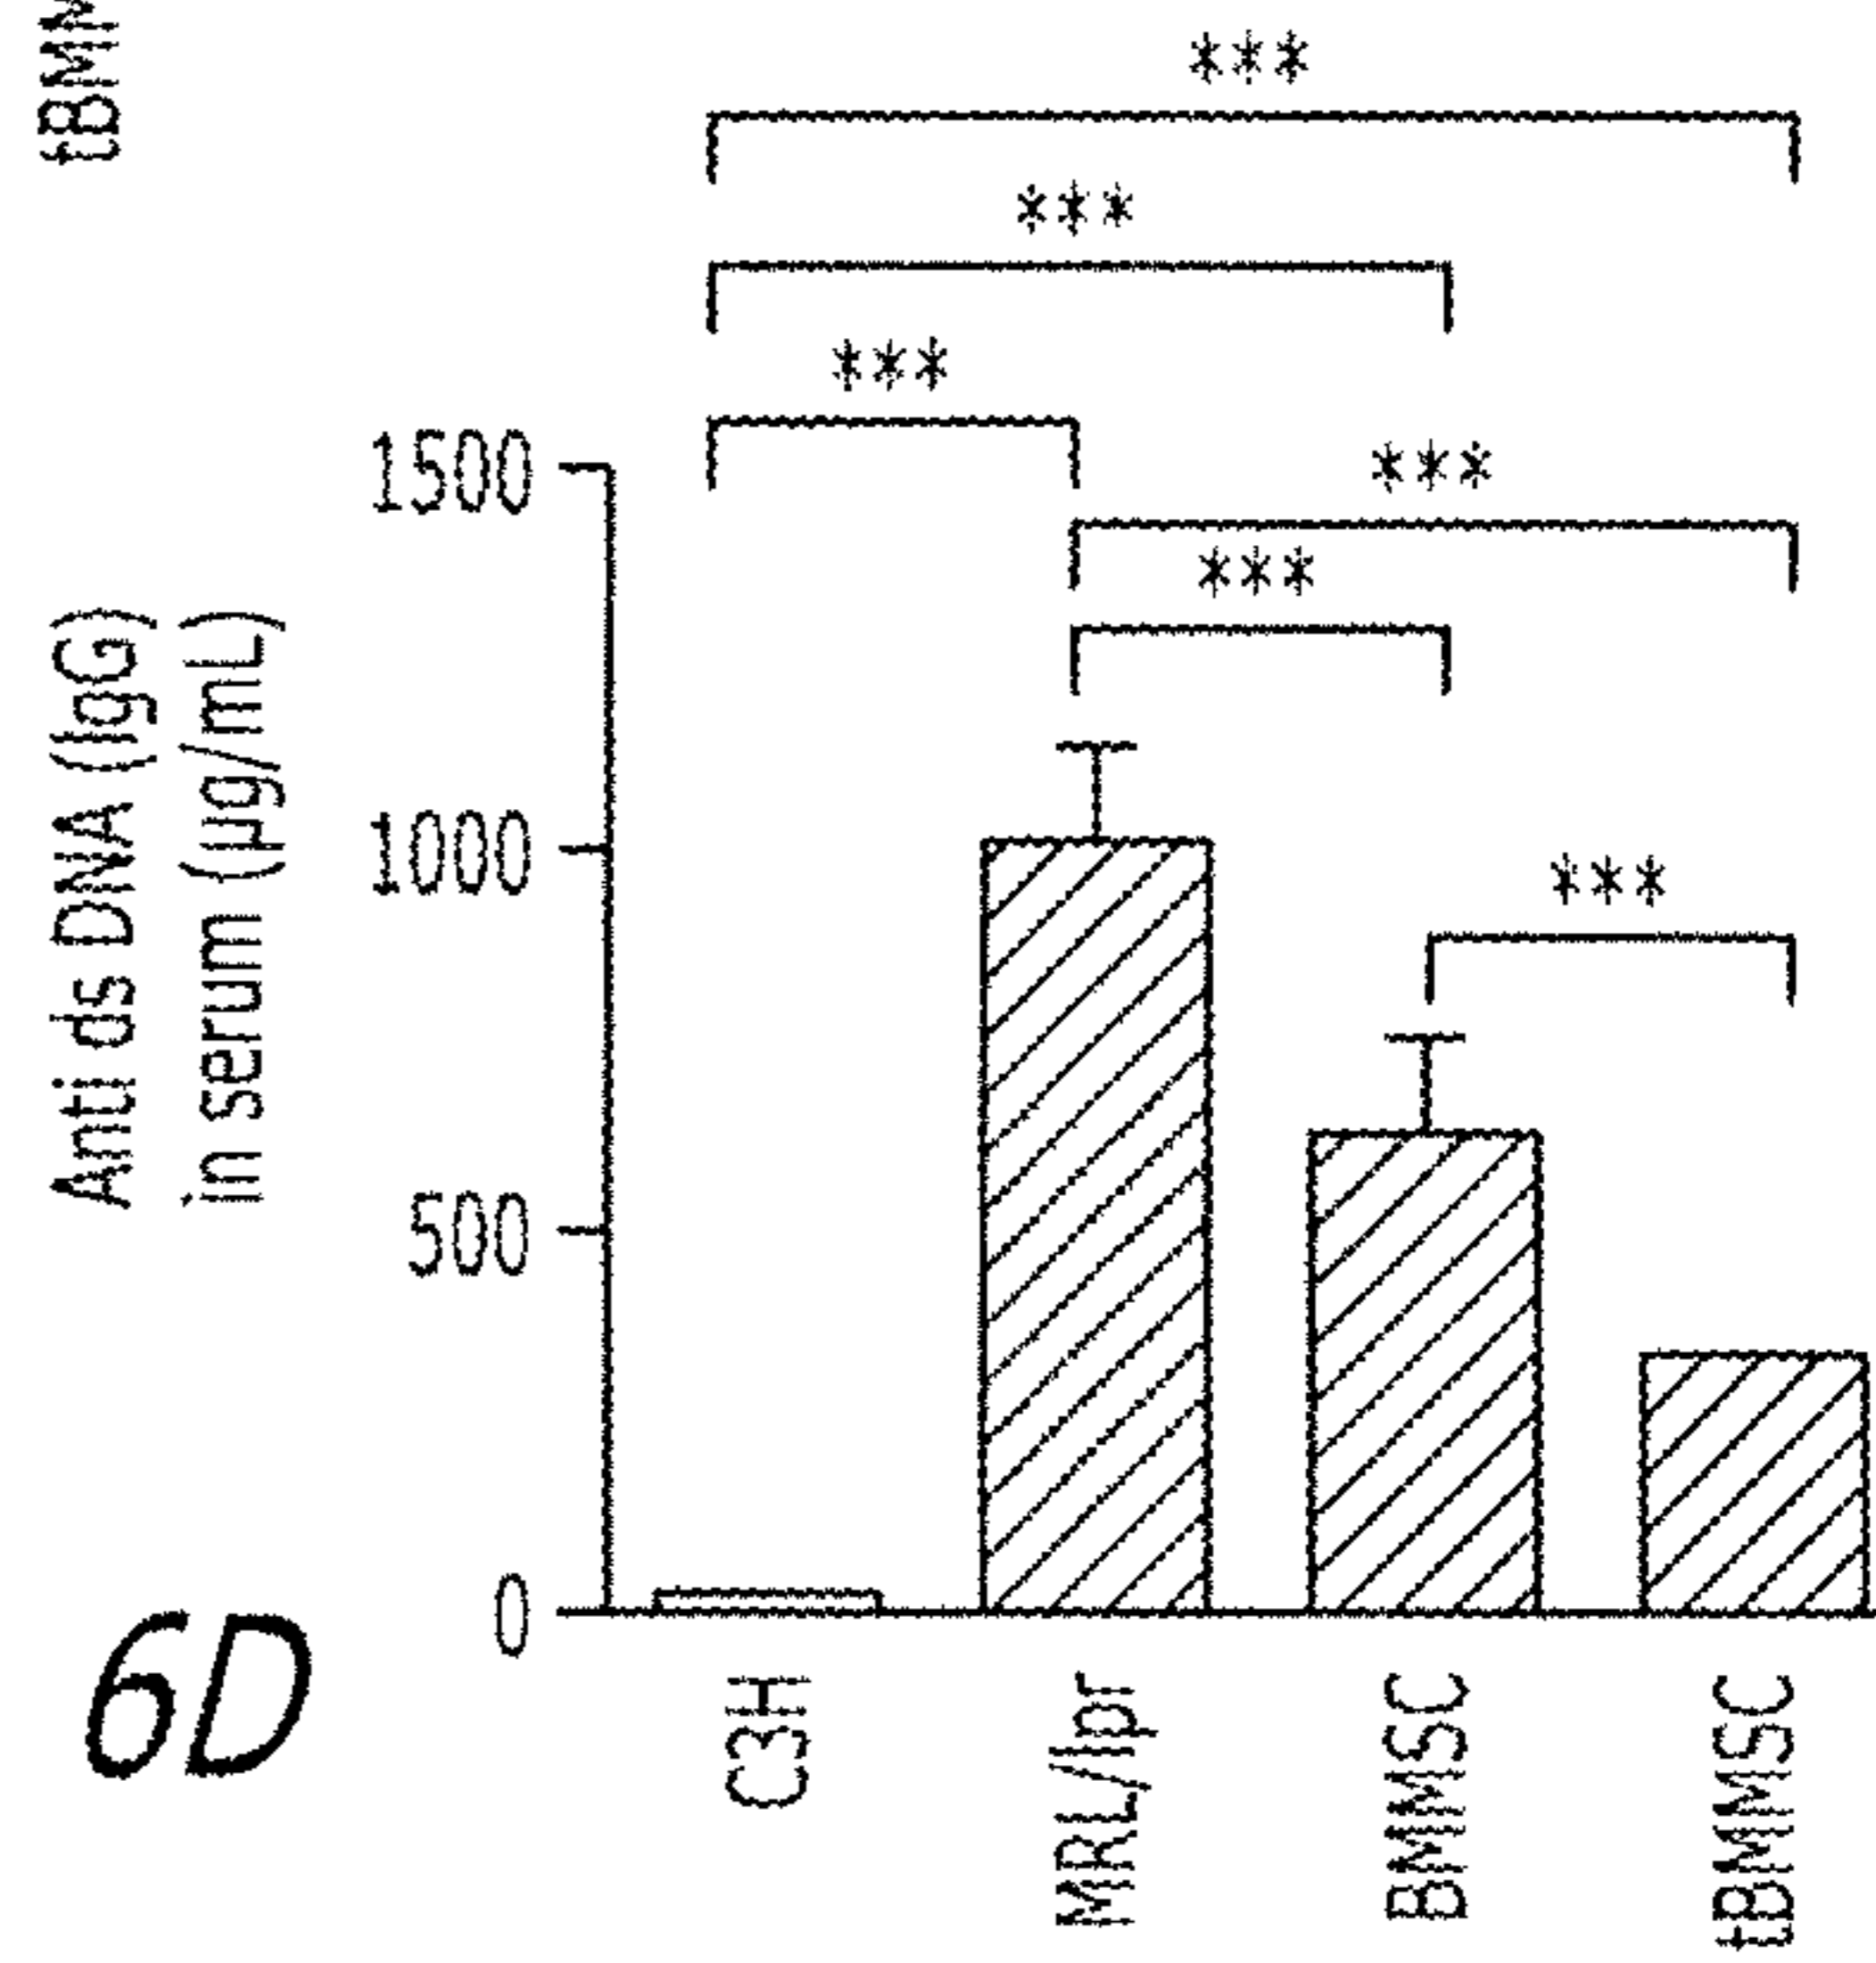 tBMM
***
***
***
***
***
***
1500
1000
500
0
Anti ds DNA (IgG)
in serum (µg/mL)
C3H
MRL/lpr
BMMSC
tBMMSC
6D